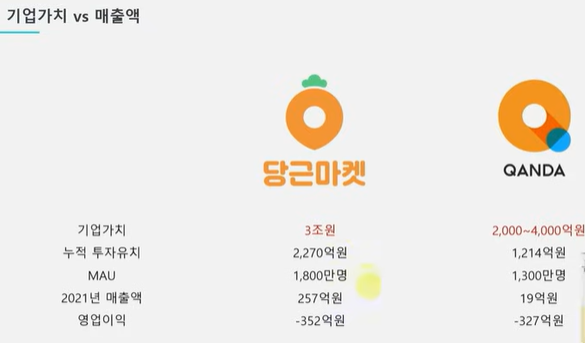 기업가치 vs 매출액
당근마켓
QANDA
기업가치 3조원 2,000~4,000억원
누적 투자유치 2,270억원 1,214억원
MAU 1,800만명 1,300만명
2021년 매출액 257억원 19억원
영업이익 -352억원 -327억원